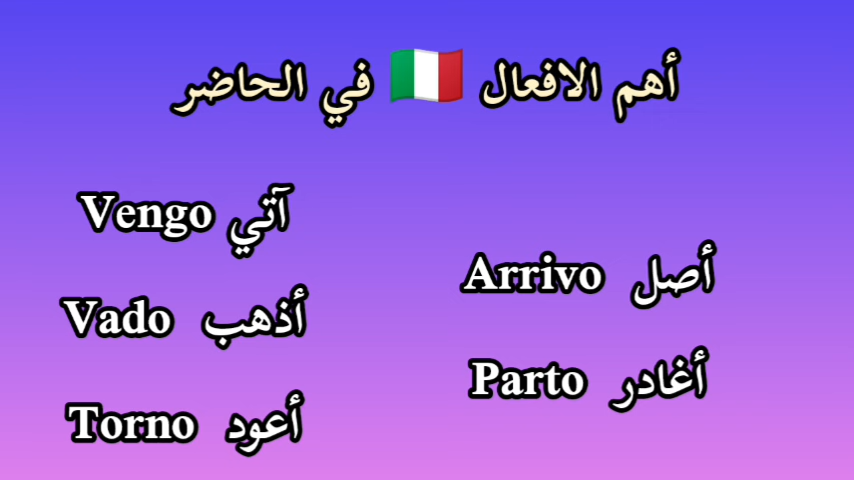 أهم الافعال 🇮🇹 في الحاضر
Vengo آتي
Vado أذهب
Torno أعود
Arrivo أصل
Parto أغادر